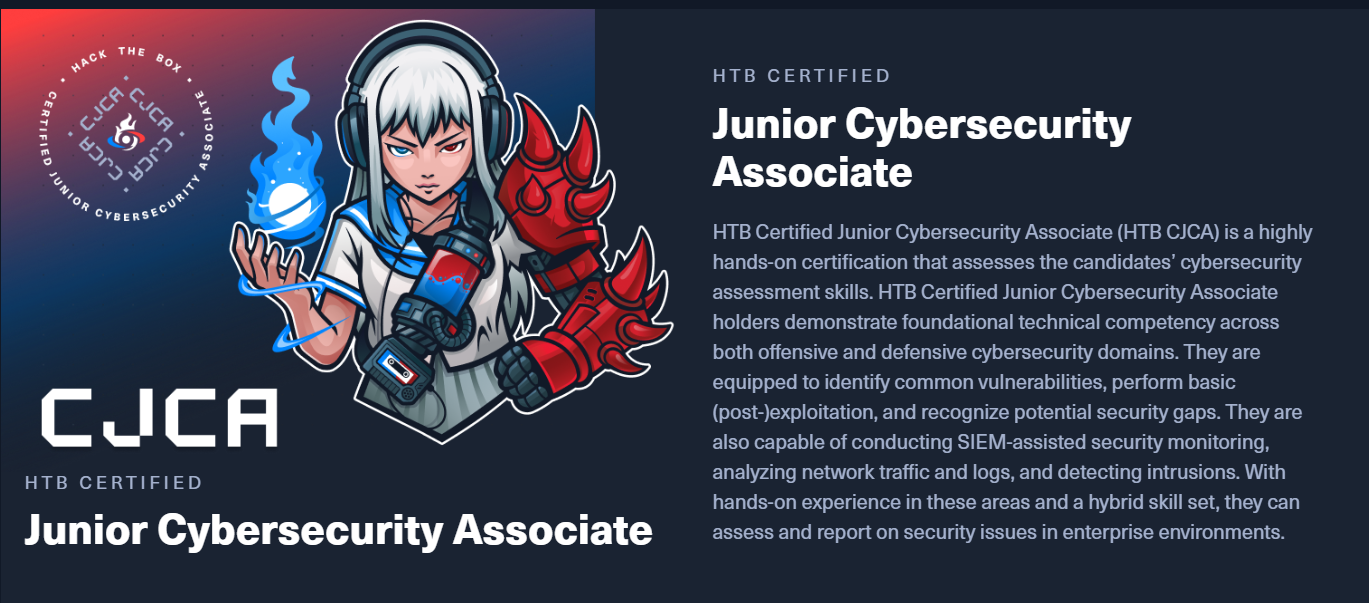 HACK THE BOX
CERTIFIED JUNIOR CYBERSECURITY ASSOCIATE
CJCA CJCA
CJCA CJCA
CJCA
HTB CERTIFIED
Junior Cybersecurity Associate
HTB CERTIFIED
Junior Cybersecurity
Associate
HTB Certified Junior Cybersecurity Associate (HTB CJCA) is a highly
hands-on certification that assesses the candidates’ cybersecurity
assessment skills. HTB Certified Junior Cybersecurity Associate
holders demonstrate foundational technical competency across
both offensive and defensive cybersecurity domains. They are
equipped to identify common vulnerabilities, perform basic
(post-)exploitation, and recognize potential security gaps. They are
also capable of conducting SIEM-assisted security monitoring,
analyzing network traffic and logs, and detecting intrusions. With
hands-on experience in these areas and a hybrid skill set, they can
assess and report on security issues in enterprise environments.